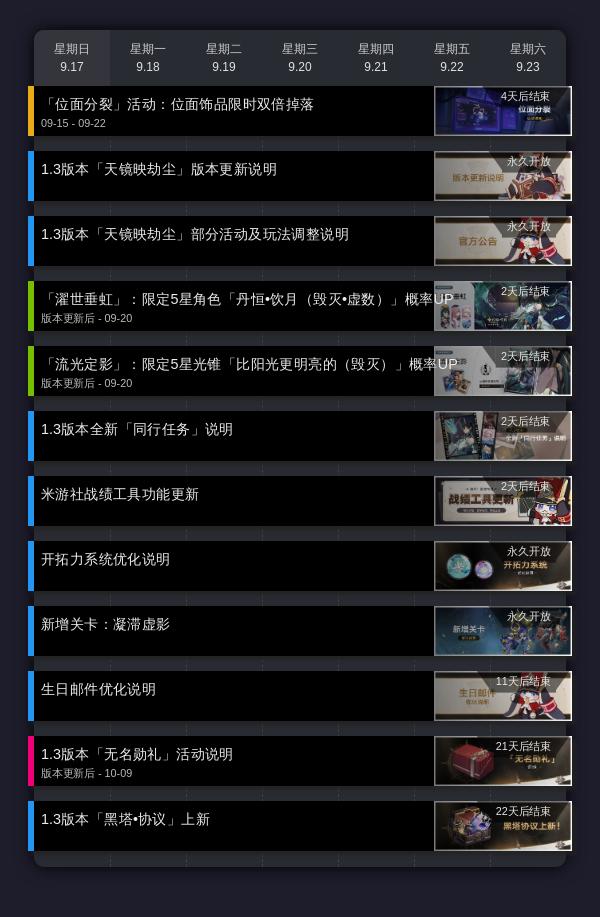 星期日 星期一 星期二 星期三 星期四 星期五 星期六
9.17 9.18 9.19 9.20 9.21 9.22 9.23
「位面分裂」活动：位面饰品限时双倍掉落
09-15 - 09-22
4天后结束
位面分裂
1.3版本「天镜映劫尘」版本更新说明
永久开放
版本更新说明
1.3版本「天镜映劫尘」部分活动及玩法调整说明
永久开放
官方公告
「濯世垂虹」：限定5星角色「丹恒•饮月（毁灭•虚数）」概率UP
版本更新后 - 09-20
2天后结束
「流光定影」：限定5星光锥「比阳光更明亮的（毁灭）」概率UP
版本更新后 - 09-20
2天后结束
1.3版本全新「同行任务」说明
2天后结束
全新「同行任务」说明
米游社战绩工具功能更新
2天后结束
战绩工具更新
开拓力系统优化说明
永久开放
开拓力系统
新增关卡：凝滞虚影
永久开放
新增关卡
生日邮件优化说明
11天后结束
生日邮件
1.3版本「无名勋礼」活动说明
版本更新后 - 10-09
21天后结束
「无名勋礼」
1.3版本「黑塔•协议」上新
22天后结束
黑塔协议上新！